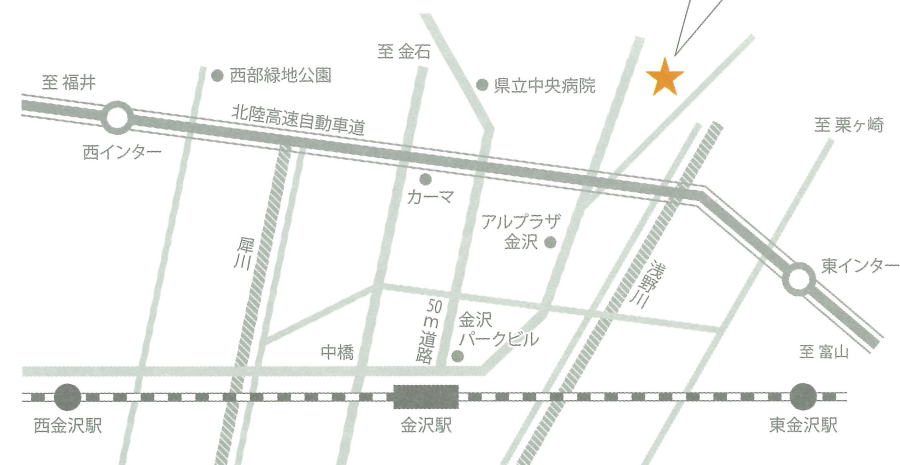 至 金石
西部緑地公園
至 福井
県立中央病院
北陸高速自動車道
至 栗ヶ崎
西インター
カーマ
アルプラザ
金沢
犀川
浅野川
東インター
50m道路
金沢
パークビル
中橋
至 富山
西金沢駅
金沢駅
東金沢駅